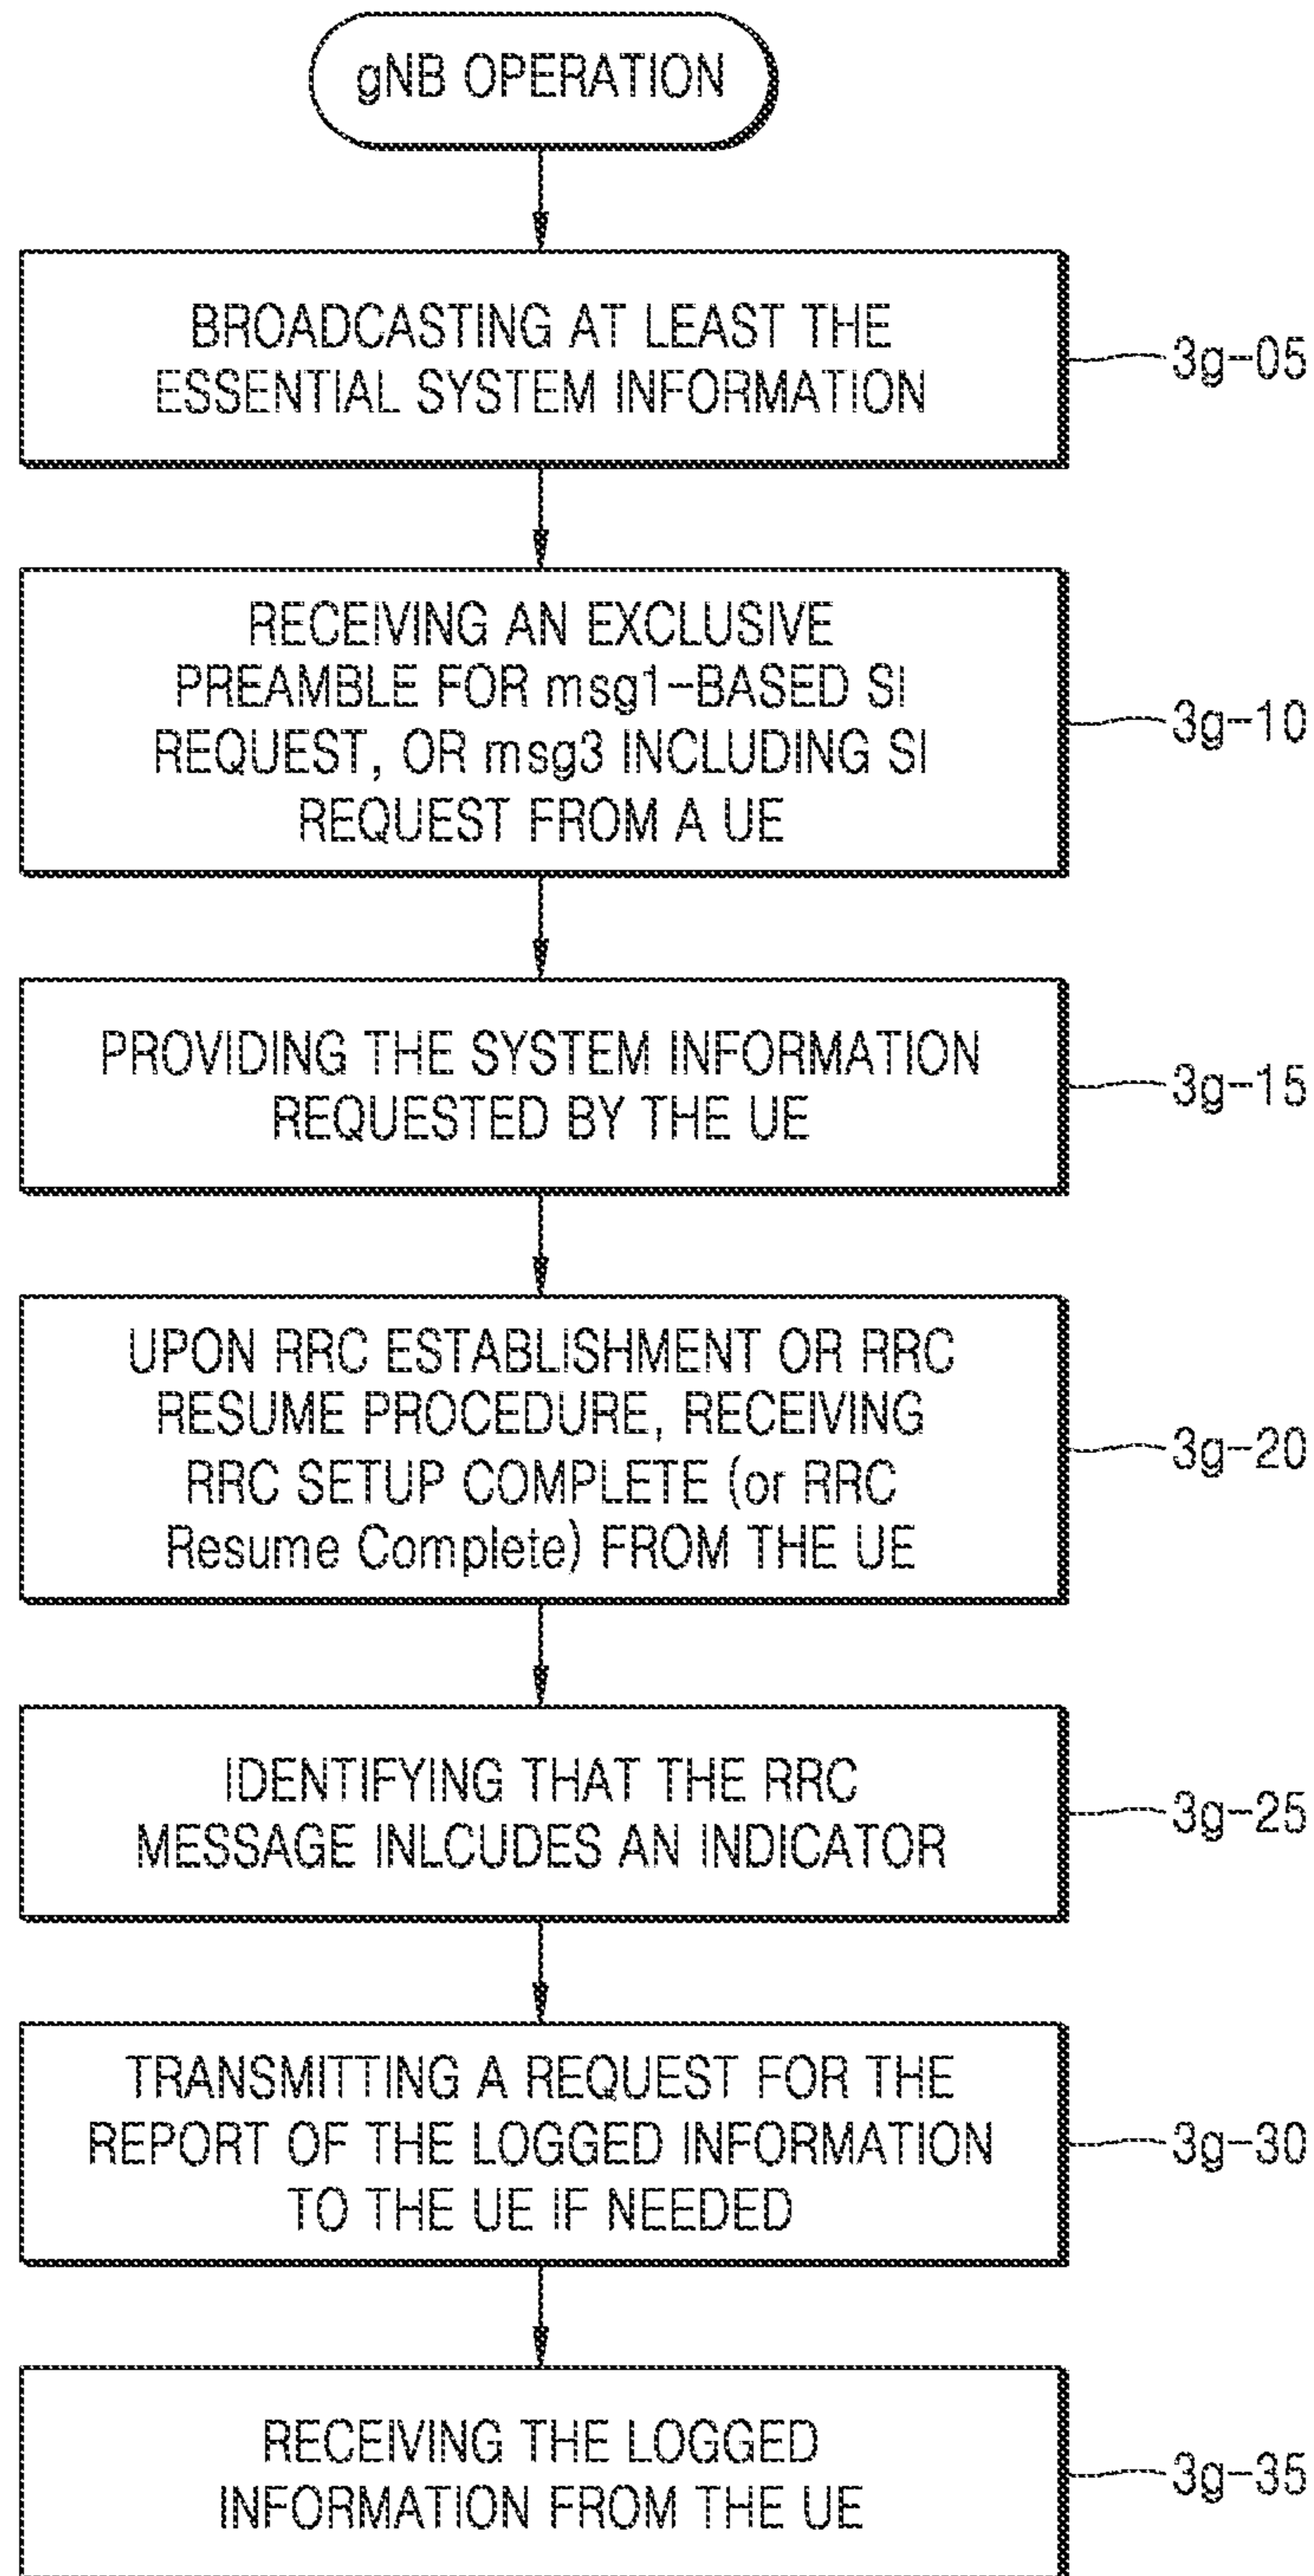 gNB OPERATION
BROADCASTING AT LEAST THE
ESSENTIAL SYSTEM INFORMATION
3g-05
RECEIVING AN EXCLUSIVE
PREAMBLE FOR msg1-BASED SI
REQUEST, OR msg3 INCLUDING SI
REQUEST FROM A UE
3g-10
PROVIDING THE SYSTEM INFORMATION
REQUESTED BY THE UE
3g-15
UPON RRC ESTABLISHMENT OR RRC
RESUME PROCEDURE, RECEIVING
RRC SETUP COMPLETE (or RRC
Resume Complete) FROM THE UE
3g-20
IDENTIFYING THAT THE RRC
MESSAGE INLCUDES AN INDICATOR
3g-25
TRANSMITTING A REQUEST FOR THE
REPORT OF THE LOGGED INFORMATION
TO THE UE IF NEEDED
3g-30
RECEIVING THE LOGGED
INFORMATION FROM THE UE
3g-35